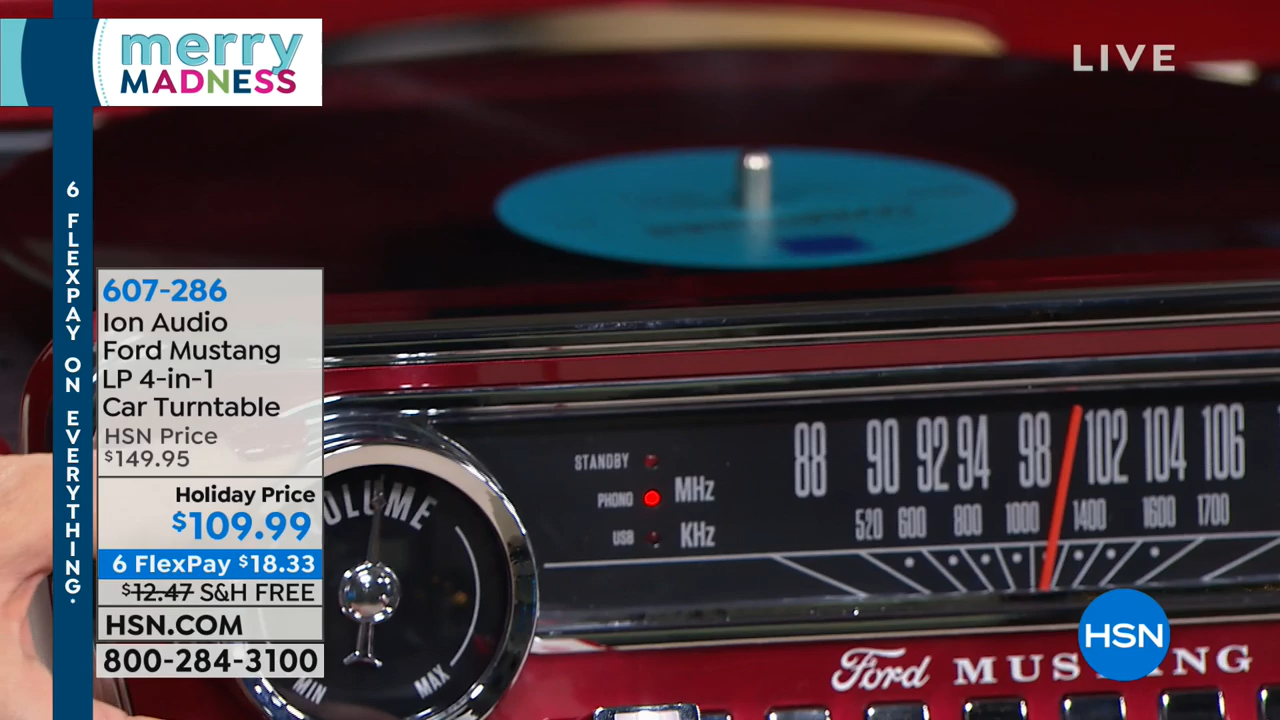 merry
MADNESS
LIVE
6 FLEXPAY ON EVERYTHING.
607-286
Ion Audio
Ford Mustang
LP 4-in-1
Car Turntable
HSN Price
$149.95
Holiday Price
$109.99
6 FlexPay $18.33
$12.47 S&H FREE
HSN.COM
800-284-3100
VOLUME
MIN
MAX
STANDBY
PHONO
USB
MHz
KHz
88 90 92 94 98 102 104 106
520 600 800 1000 1400 1600 1700
HSN
Ford MUSTANG